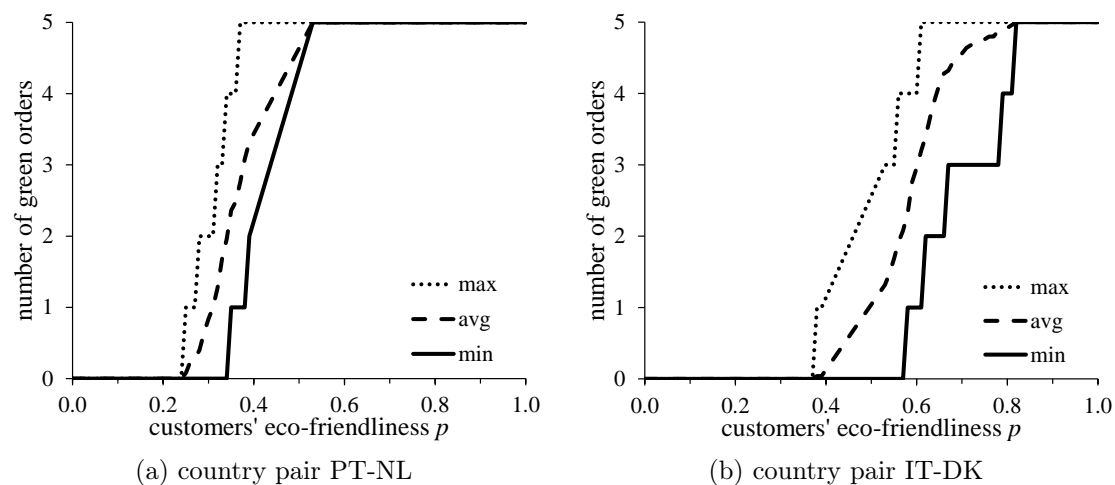 number of green orders
5
4
3
2
1
0
max
avg
min
0.0 0.2 0.4 0.6 0.8 1.0
customers' eco-friendliness p
(a) country pair PT-NL
number of green orders
5
4
3
2
1
0
max
avg
min
0.0 0.2 0.4 0.6 0.8 1.0
customers' eco-friendliness p
(b) country pair IT-DK